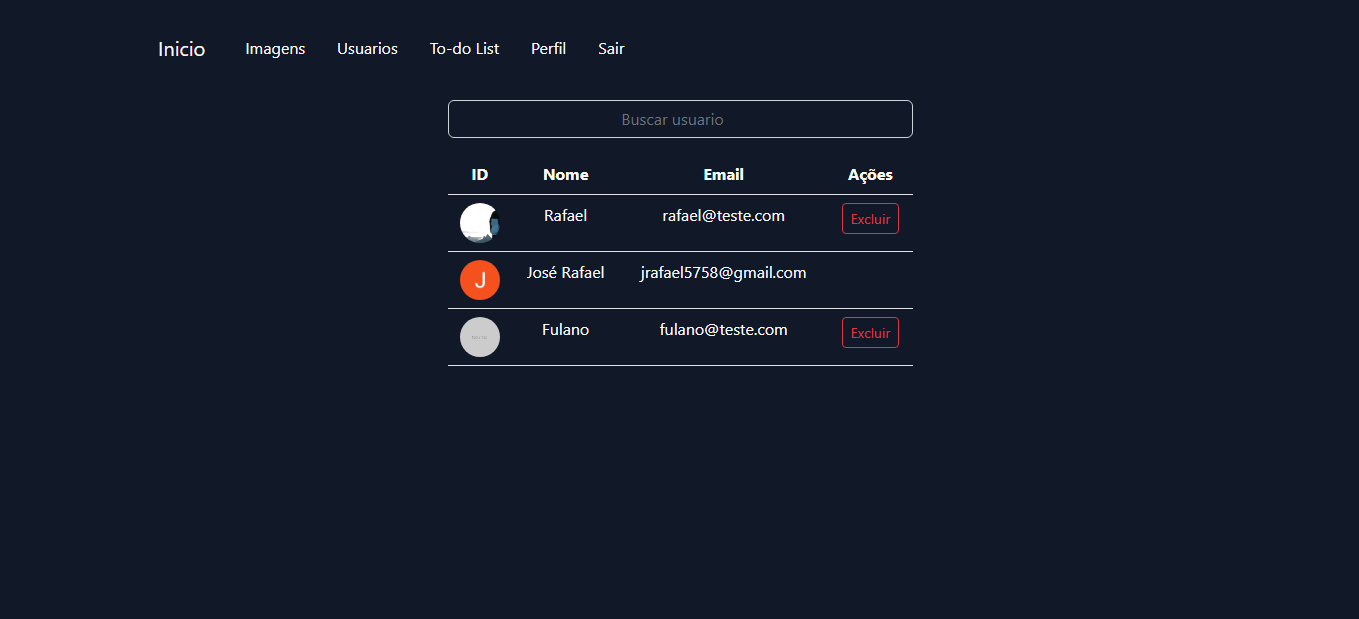 Inicio Imagens Usuarios To-do List Perfil Sair
Buscar usuario
ID Nome Email Ações
Rafael rafael@teste.com Excluir
J José Rafael jrafael5758@gmail.com
Fulano fulano@teste.com Excluir